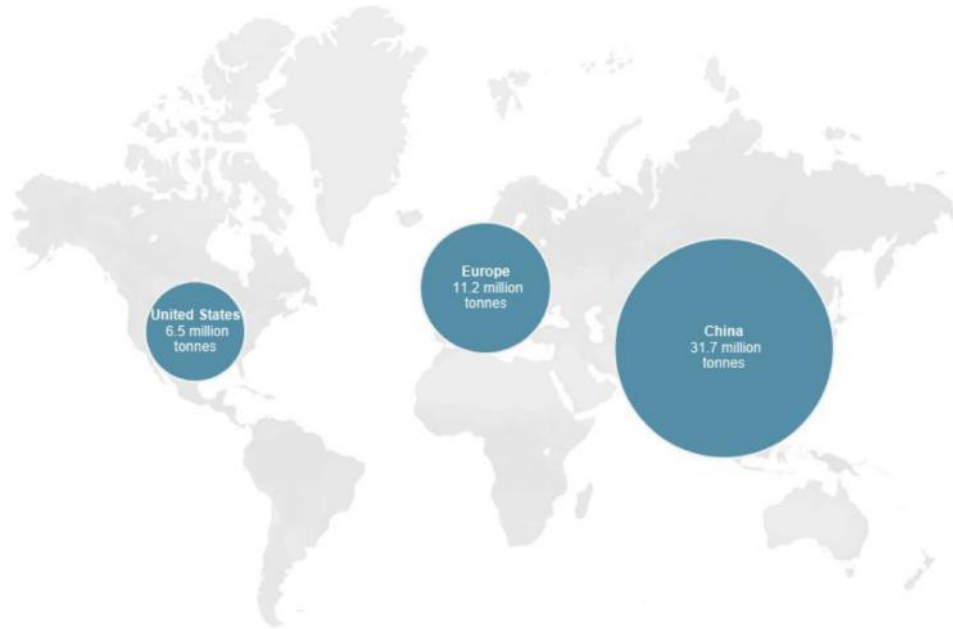 United States
6.5 million
tonnes
Europe
11.2 million
tonnes
China
31.7 million
tonnes